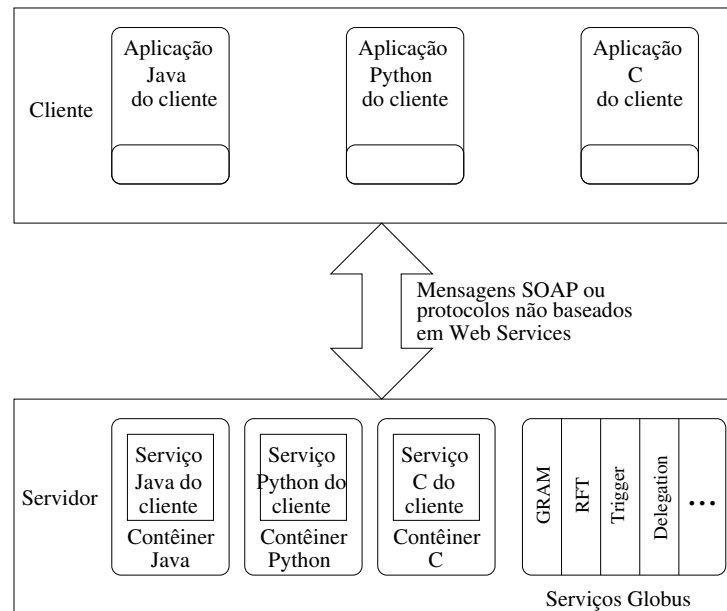 Aplicação
Java
do cliente
Aplicação
Python
do cliente
Aplicação
C
do cliente
Cliente
Mensagens SOAP ou
protocolos não baseados
em Web Services
Servidor
Serviço
Java do
cliente
Contêiner
Java
Serviço
Python do
cliente
Contêiner
Python
Serviço
C do
cliente
Contêiner
C
GRAM
RFT
Trigger
Delegation
...
Serviços Globus